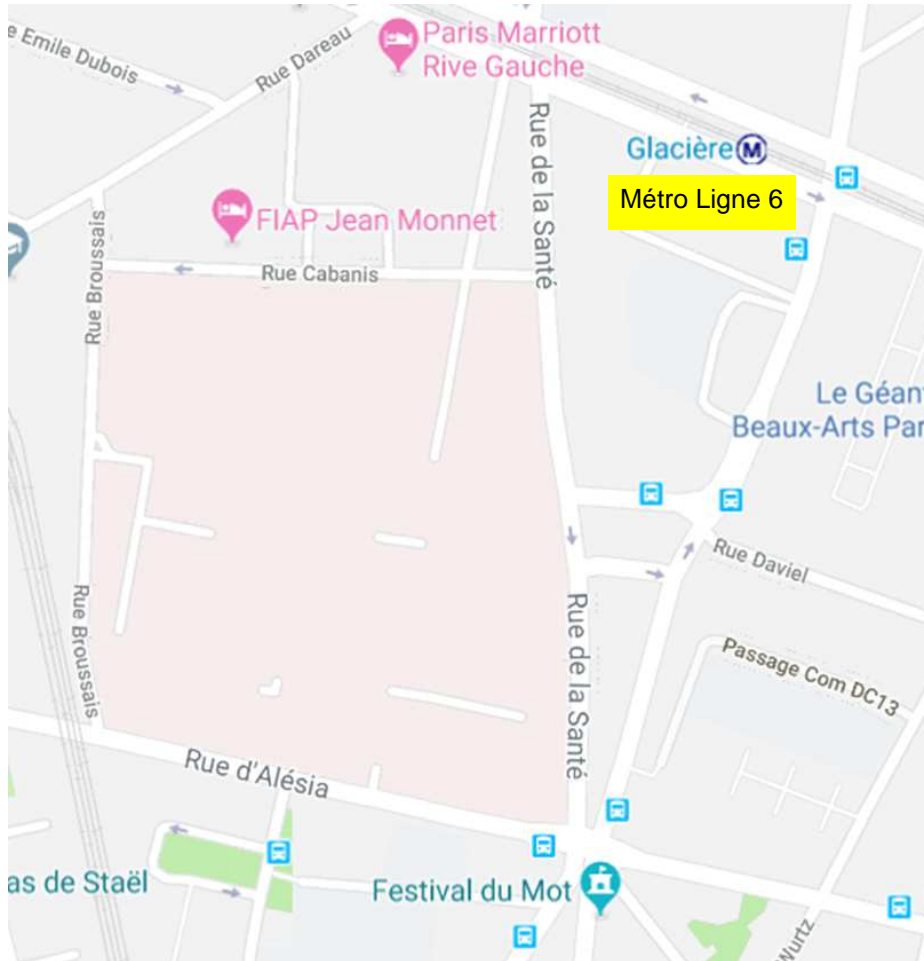 Paris Marriott
Rive Gauche
Emile Dubois
Rue Dareau
Rue de la Santé
Glacière M
Métro Ligne 6
FIAP Jean Monnet
Rue Broussais
Rue Cabanis
Le Géant
Beaux-Arts Par
Rue Daviel
Rue Broussais
Rue de la Santé
Passage Com DC13
Rue d'Alésia
as de Staël
Festival du Mot
Wurtz